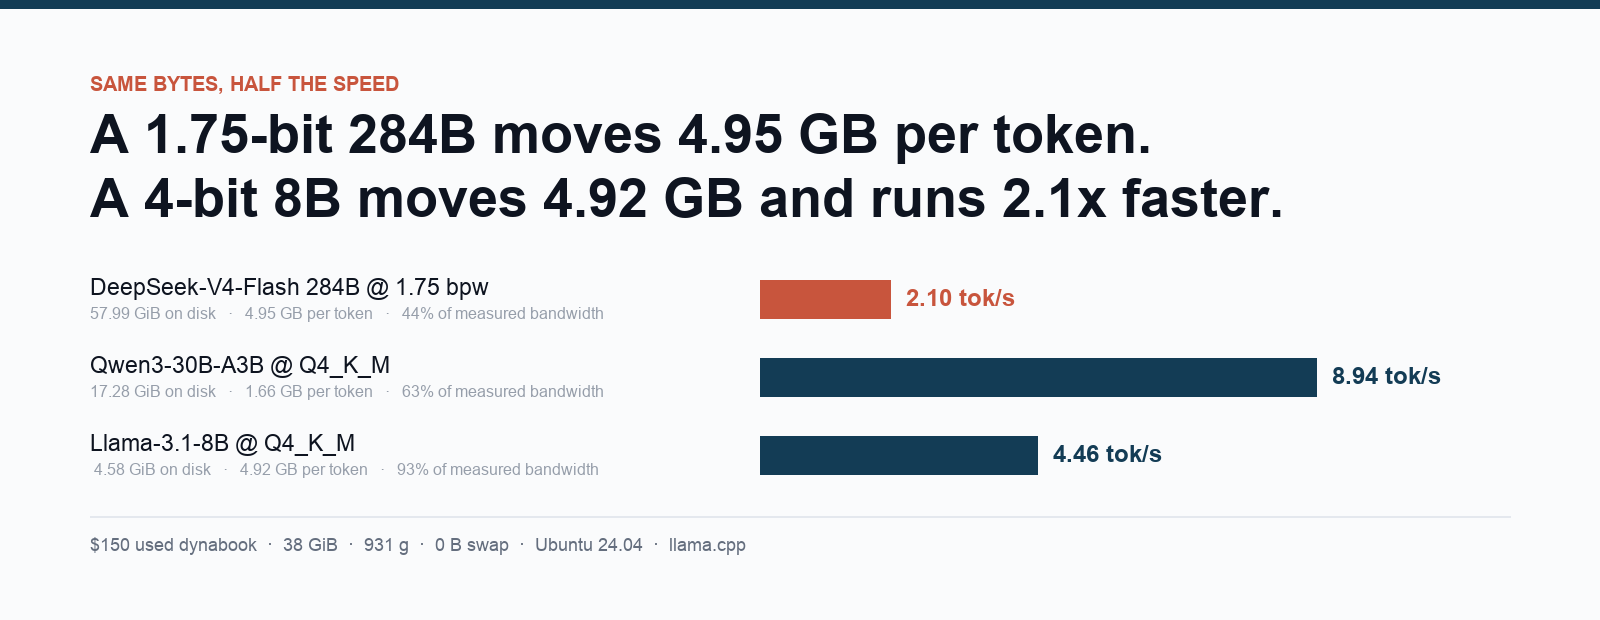 SAME BYTES, HALF THE SPEED
A 1.75-bit 284B moves 4.95 GB per token.
A 4-bit 8B moves 4.92 GB and runs 2.1x faster.
DeepSeek-V4-Flash 284B @ 1.75 bpw
57.99 GiB on disk · 4.95 GB per token · 44% of measured bandwidth
2.10 tok/s
Qwen3-30B-A3B @ Q4_K_M
17.28 GiB on disk · 1.66 GB per token · 63% of measured bandwidth
8.94 tok/s
Llama-3.1-8B @ Q4_K_M
4.58 GiB on disk · 4.92 GB per token · 93% of measured bandwidth
4.46 tok/s
$150 used dynabook · 38 GiB · 931 g · 0 B swap · Ubuntu 24.04 · llama.cpp